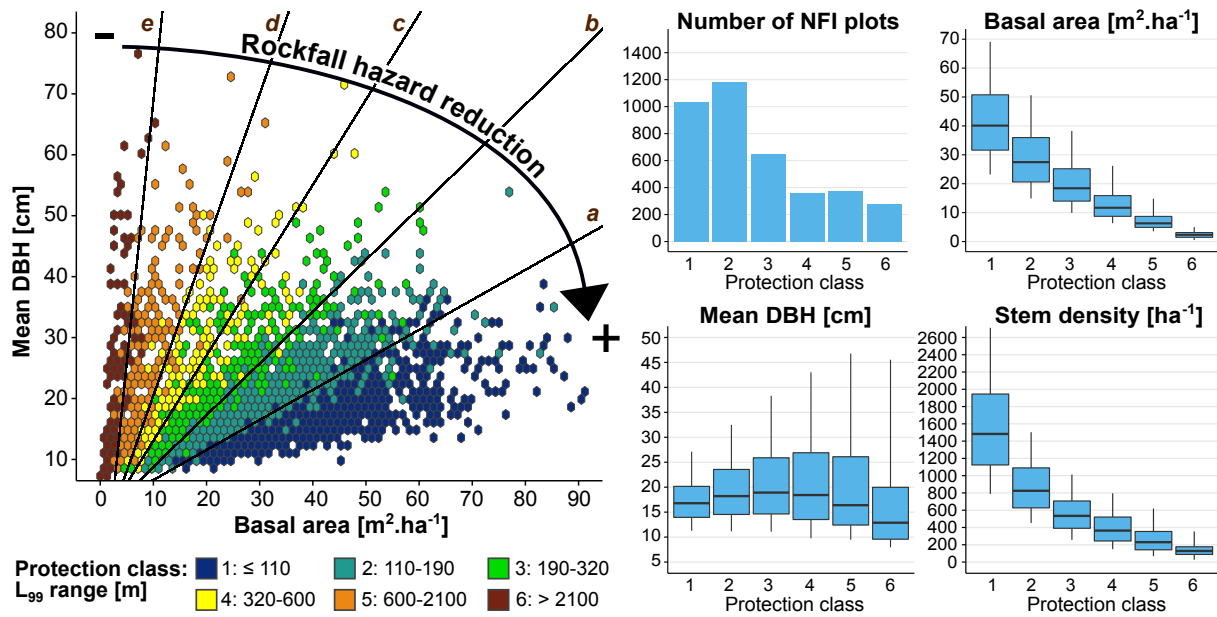 e d c b
− Rockfall hazard reduction
a
+
80
70
60
50
40
30
20
10
Mean DBH [cm]
0 10 20 30 40 50 60 70 80 90
Basal area [m².ha⁻¹]
Protection class:
L₉₉ range [m]
1: ≤ 110 2: 110-190 3: 190-320
4: 320-600 5: 600-2100 6: > 2100
Number of NFI plots
1400
1200
1000
800
600
400
200
0
1 2 3 4 5 6
Protection class
Basal area [m².ha⁻¹]
70
60
50
40
30
20
10
0
1 2 3 4 5 6
Protection class
Mean DBH [cm]
50
45
40
35
30
25
20
15
10
5
1 2 3 4 5 6
Protection class
Stem density [ha⁻¹]
2600
2400
2200
2000
1800
1600
1400
1200
1000
800
600
400
200
0
1 2 3 4 5 6
Protection class